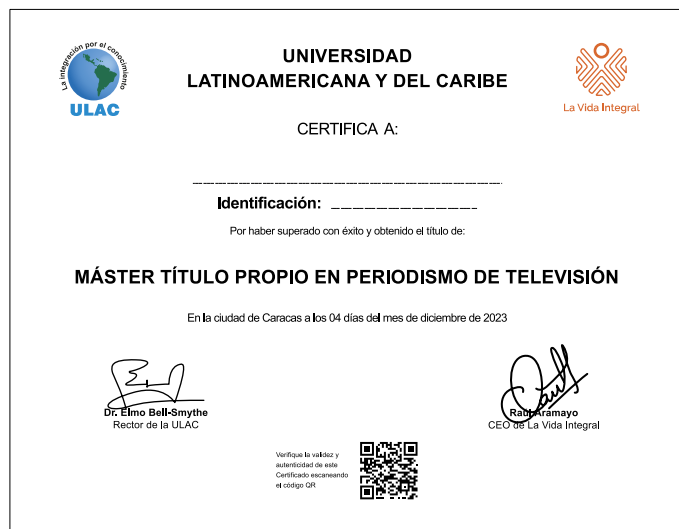 La integración por el conocimiento
ULAC
UNIVERSIDAD
LATINOAMERICANA Y DEL CARIBE
La Vida Integral
CERTIFICA A:
Identificación:
Por haber superado con éxito y obtenido el título de:
MÁSTER TÍTULO PROPIO EN PERIODISMO DE TELEVISIÓN
En la ciudad de Caracas a los 04 días del mes de diciembre de 2023
Dr. Elmo Bell-Smythe
Rector de la ULAC
Raúl Aramayo
CEO de La Vida Integral
Verifique la validez y
autenticidad de este
Certificado escaneando
el código QR